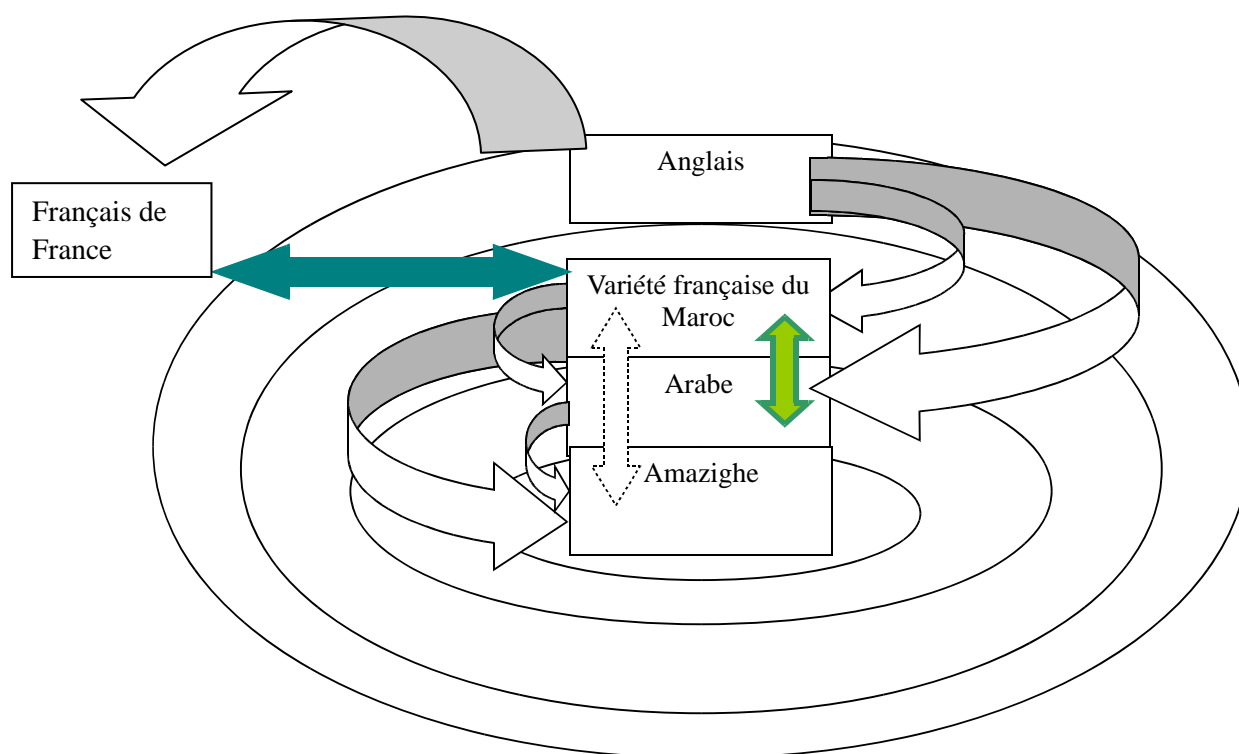 Anglais
Français de
France
Variété française du
Maroc
Arabe
Amazighe